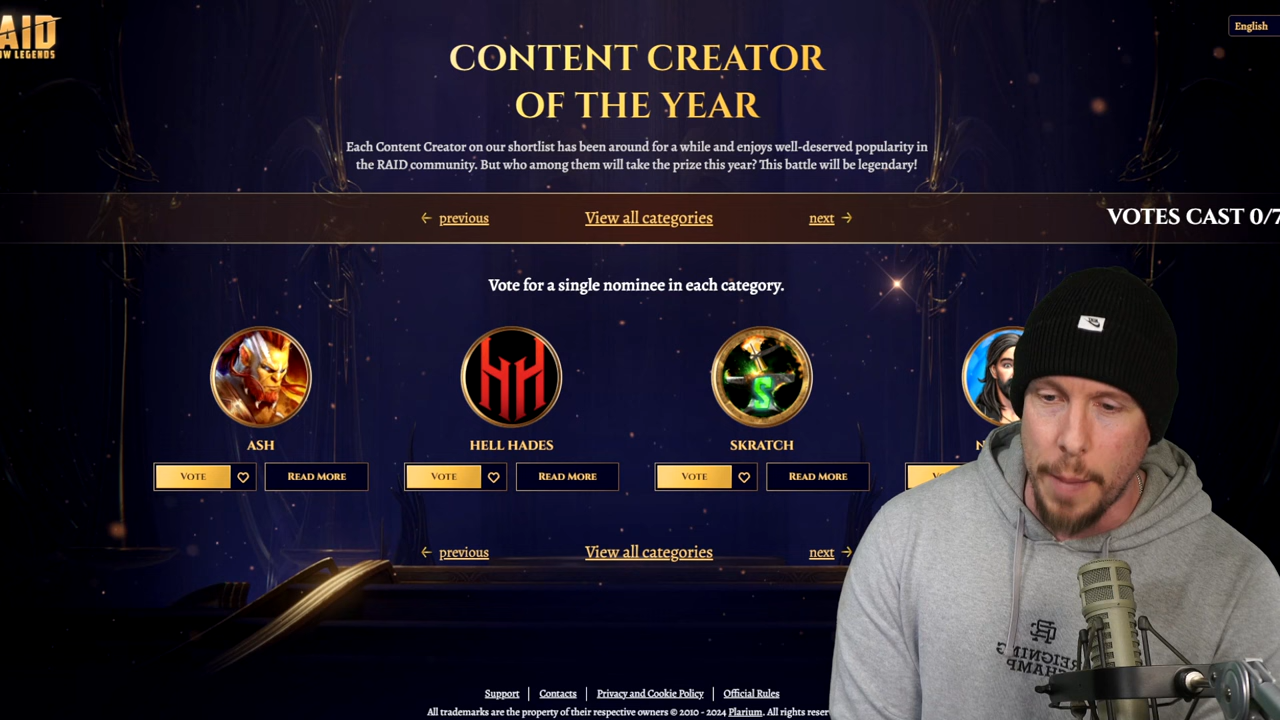 AID
OW LEGENDS
English
CONTENT CREATOR
OF THE YEAR
Each Content Creator on our shortlist has been around for a while and enjoys well-deserved popularity in
the RAID community. But who among them will take the prize this year? This battle will be legendary!
← previous
View all categories
next →
VOTES CAST 0/7
Vote for a single nominee in each category.
ASH
HELL HADES
SKRATCH
N
VOTE
READ MORE
VOTE
READ MORE
VOTE
READ MORE
← previous
View all categories
next →
REIGNING
CHAMP
Support
Contacts
Privacy and Cookie Policy
Official Rules
All trademarks are the property of their respective owners © 2010 - 2024 Plarium. All rights reser